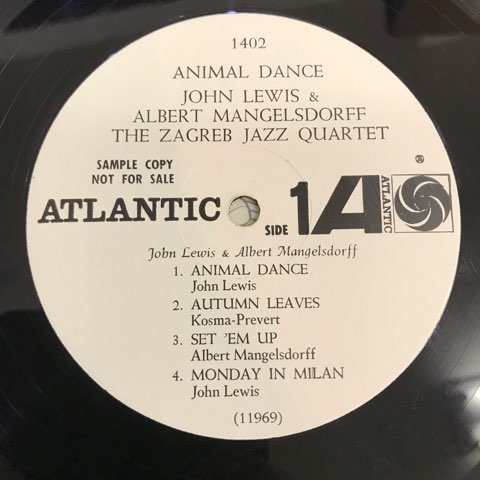 1402
ANIMAL DANCE
JOHN LEWIS &
ALBERT MANGELSDORFF
THE ZAGREB JAZZ QUARTET
SAMPLE COPY
NOT FOR SALE
ATLANTIC
SIDE 1
A
ATLANTIC
John Lewis & Albert Mangelsdorff
1. ANIMAL DANCE
John Lewis
2. AUTUMN LEAVES
Kosma-Prevert
3. SET 'EM UP
Albert Mangelsdorff
4. MONDAY IN MILAN
John Lewis
(11969)